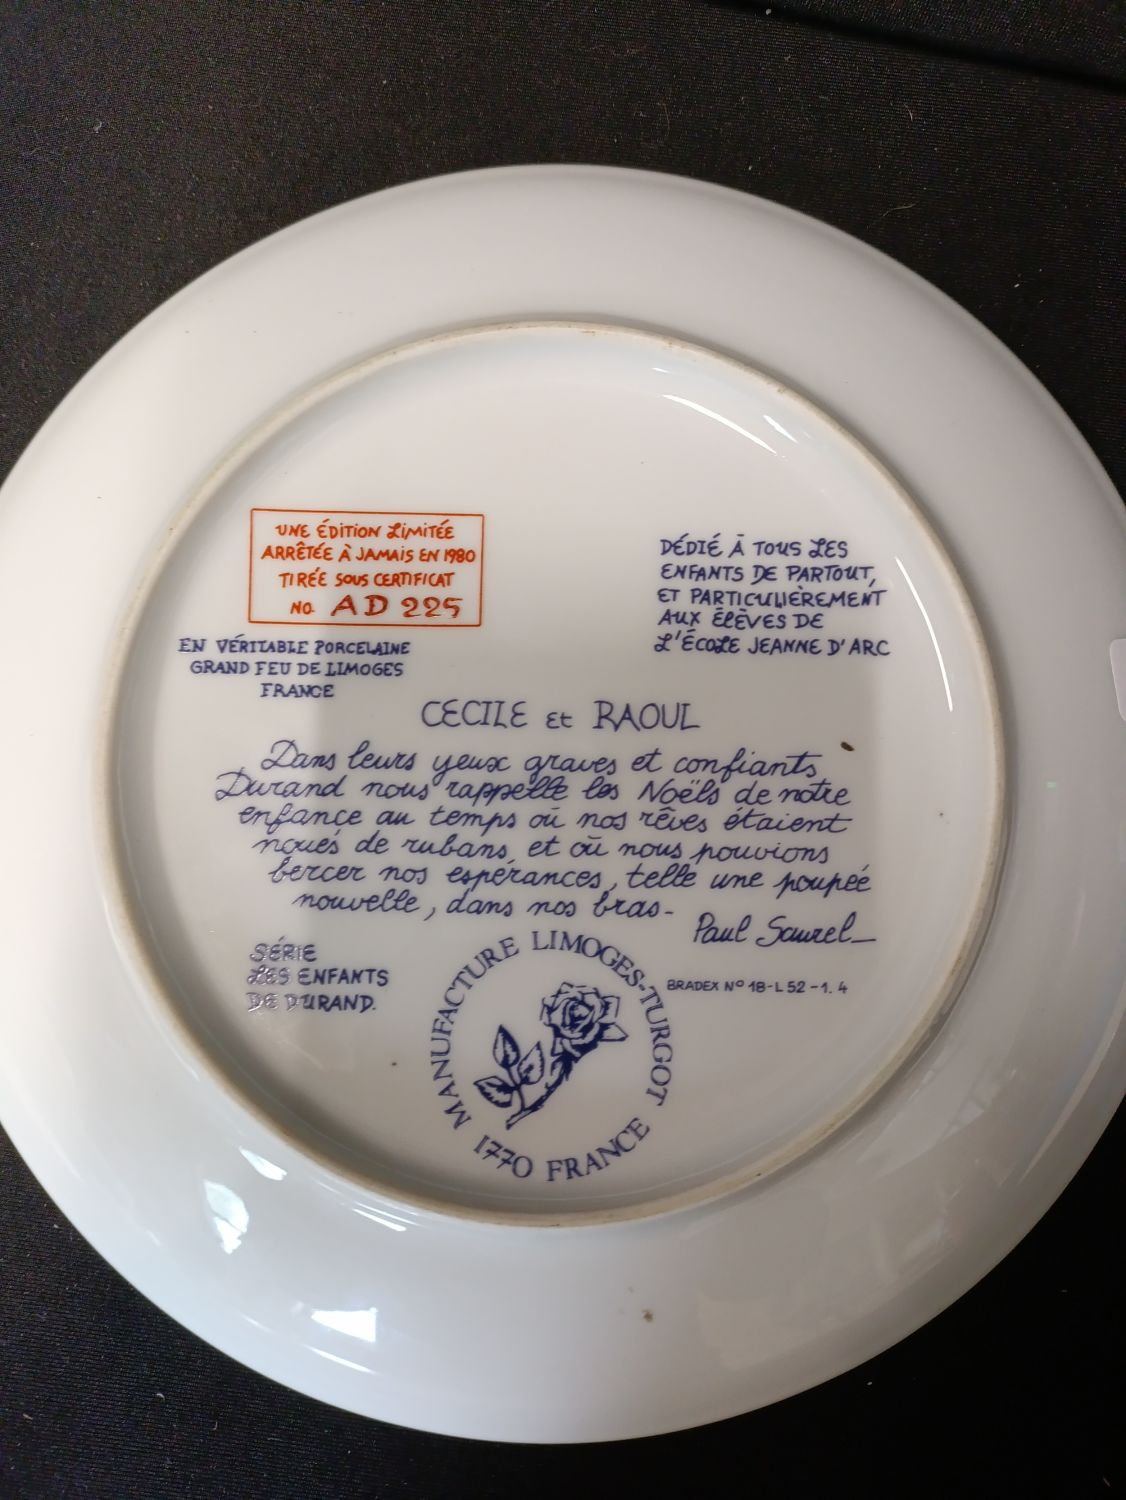 UNE ÉDITION LIMITÉE
ARRÊTÉE À JAMAIS EN 1980
TIRÉE SOUS CERTIFICAT
NO. AD 225
EN VÉRITABLE PORCELAINE
GRAND FEU DE LIMOGES
FRANCE
DÉDIÉ À TOUS LES
ENFANTS DE PARTOUT,
ET PARTICULIÈREMENT
AUX ÉLÈVES DE
L'ÉCOLE JEANNE D'ARC
CECILE et RAOUL
Dans leurs yeux graves et confiants
Durand nous rappelle les Noëls de notre
enfance au temps où nos rêves étaient
noués de rubans, et où nous pouvions
bercer nos espérances, telle une poupée
nouvelle, dans nos bras-
Paul Saurel
SÉRIE
LES ENFANTS
DE DURAND.
BRADEX Nº 18-L52-1.4
MANUFACTURE LIMOGES-TURGOT
1770 FRANCE